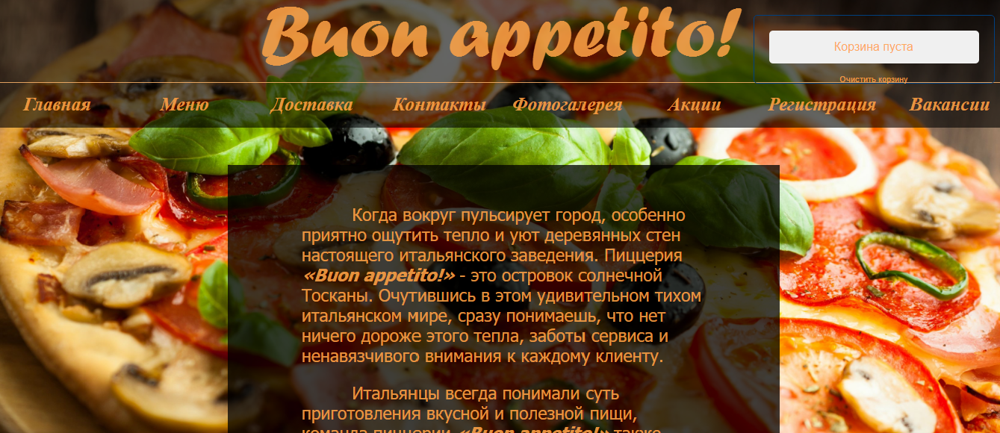 Buon appetito!
Корзина пуста
Очистить корзину
Главная Меню Доставка Контакты Фотогалерея Акции Регистрация Вакансии
Когда вокруг пульсирует город, особенно
приятно ощутить тепло и уют деревянных стен
настоящего итальянского заведения. Пиццерия
«Buon appetito!» - это островок солнечной
Тосканы. Очутившись в этом удивительном тихом
итальянском мире, сразу понимаешь, что нет
ничего дороже этого тепла, заботы сервиса и
ненавязчивого внимания к каждому клиенту.
Итальянцы всегда понимали суть
приготовления вкусной и полезной пищи,
команда пиццерии «Buon appetito!» также